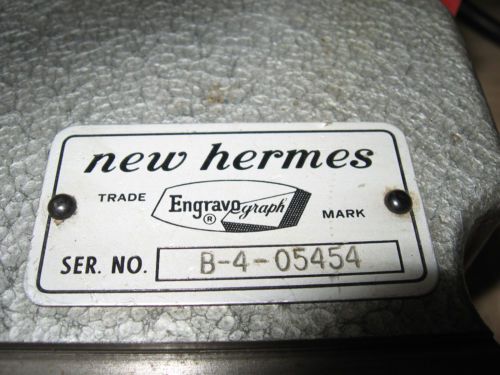 new hermes
TRADE Engravograph ® MARK
SER. NO. B-4-05454